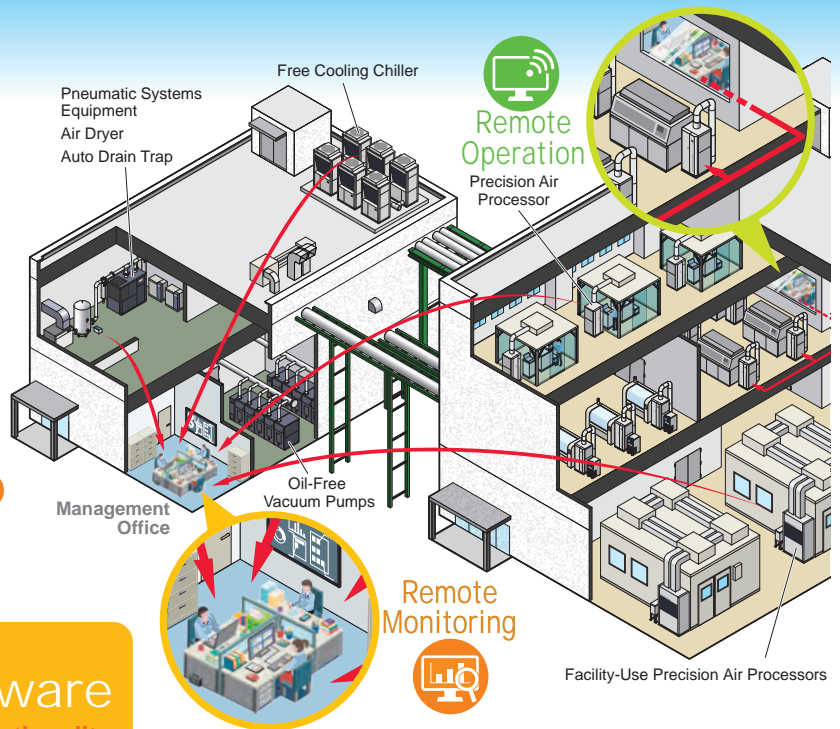 Free Cooling Chiller
Pneumatic Systems
Equipment
Air Dryer
Auto Drain Trap
Remote
Operation
Precision Air
Processor
Oil-Free
Vacuum Pumps
Management
Office
Remote
Monitoring
Facility-Use Precision Air Processors
ware